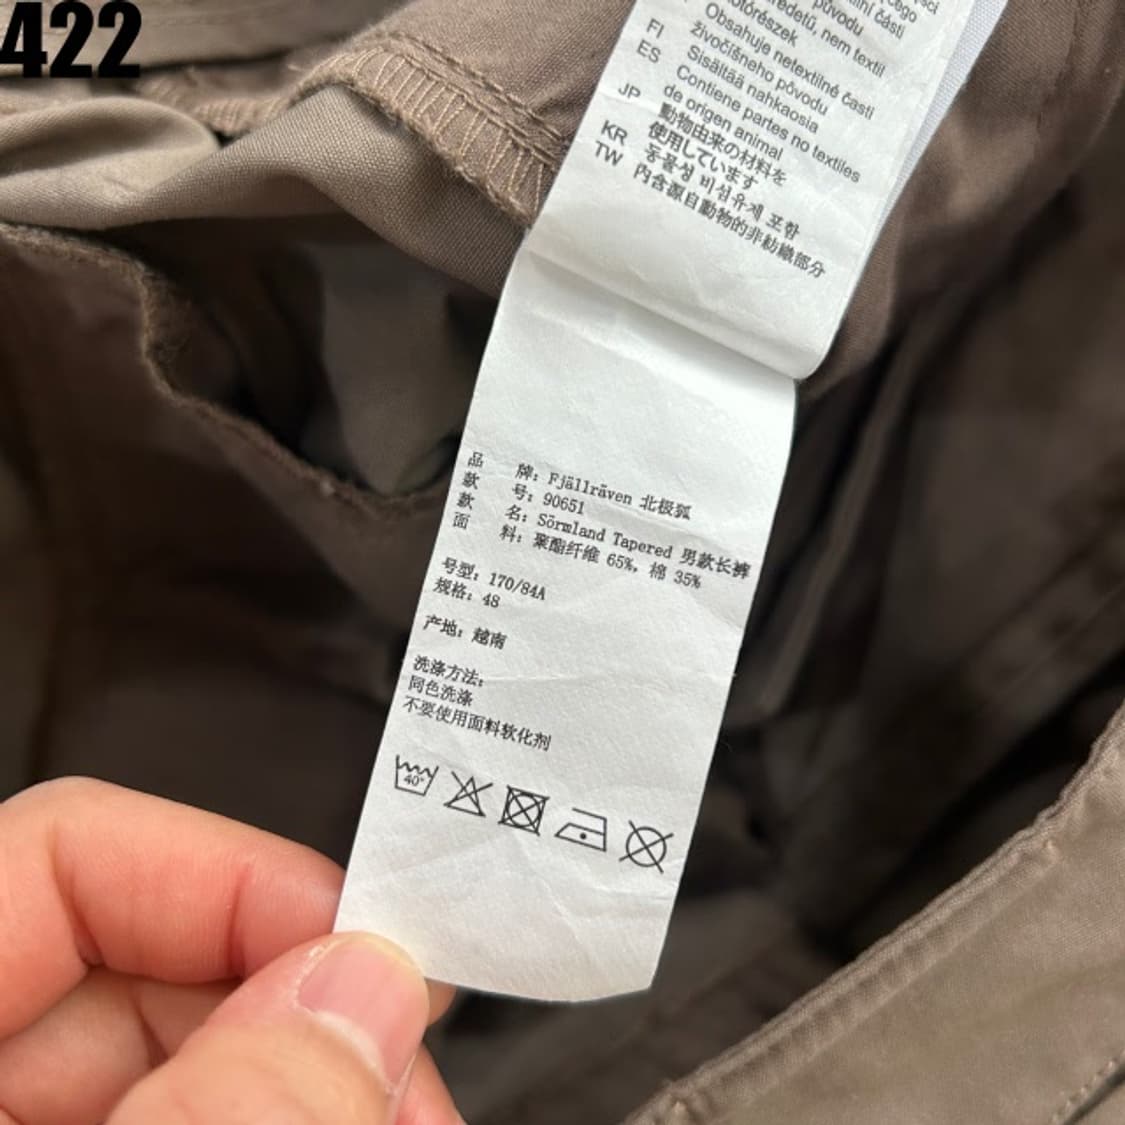 422
ního části
původu
ředetű, nem textil
Obsahuje netextilné časti
živočíšneho pôvodu
FI Sisältää nahkaosia
ES Contiene partes no textiles
de origen animal
JP 動物由来の材料を
使用しています
KR 동물성 비섬유제 포함
TW 內含源自動物的非紡織部分
品 牌: Fjällräven 北极狐
款 号: 90651
款 名: Sörmland Tapered 男款长裤
面 料: 聚酯纤维 65%, 棉 35%
号型: 170/84A
规格: 48
产地: 越南
洗涤方法:
同色洗涤
不要使用面料软化剂
40°